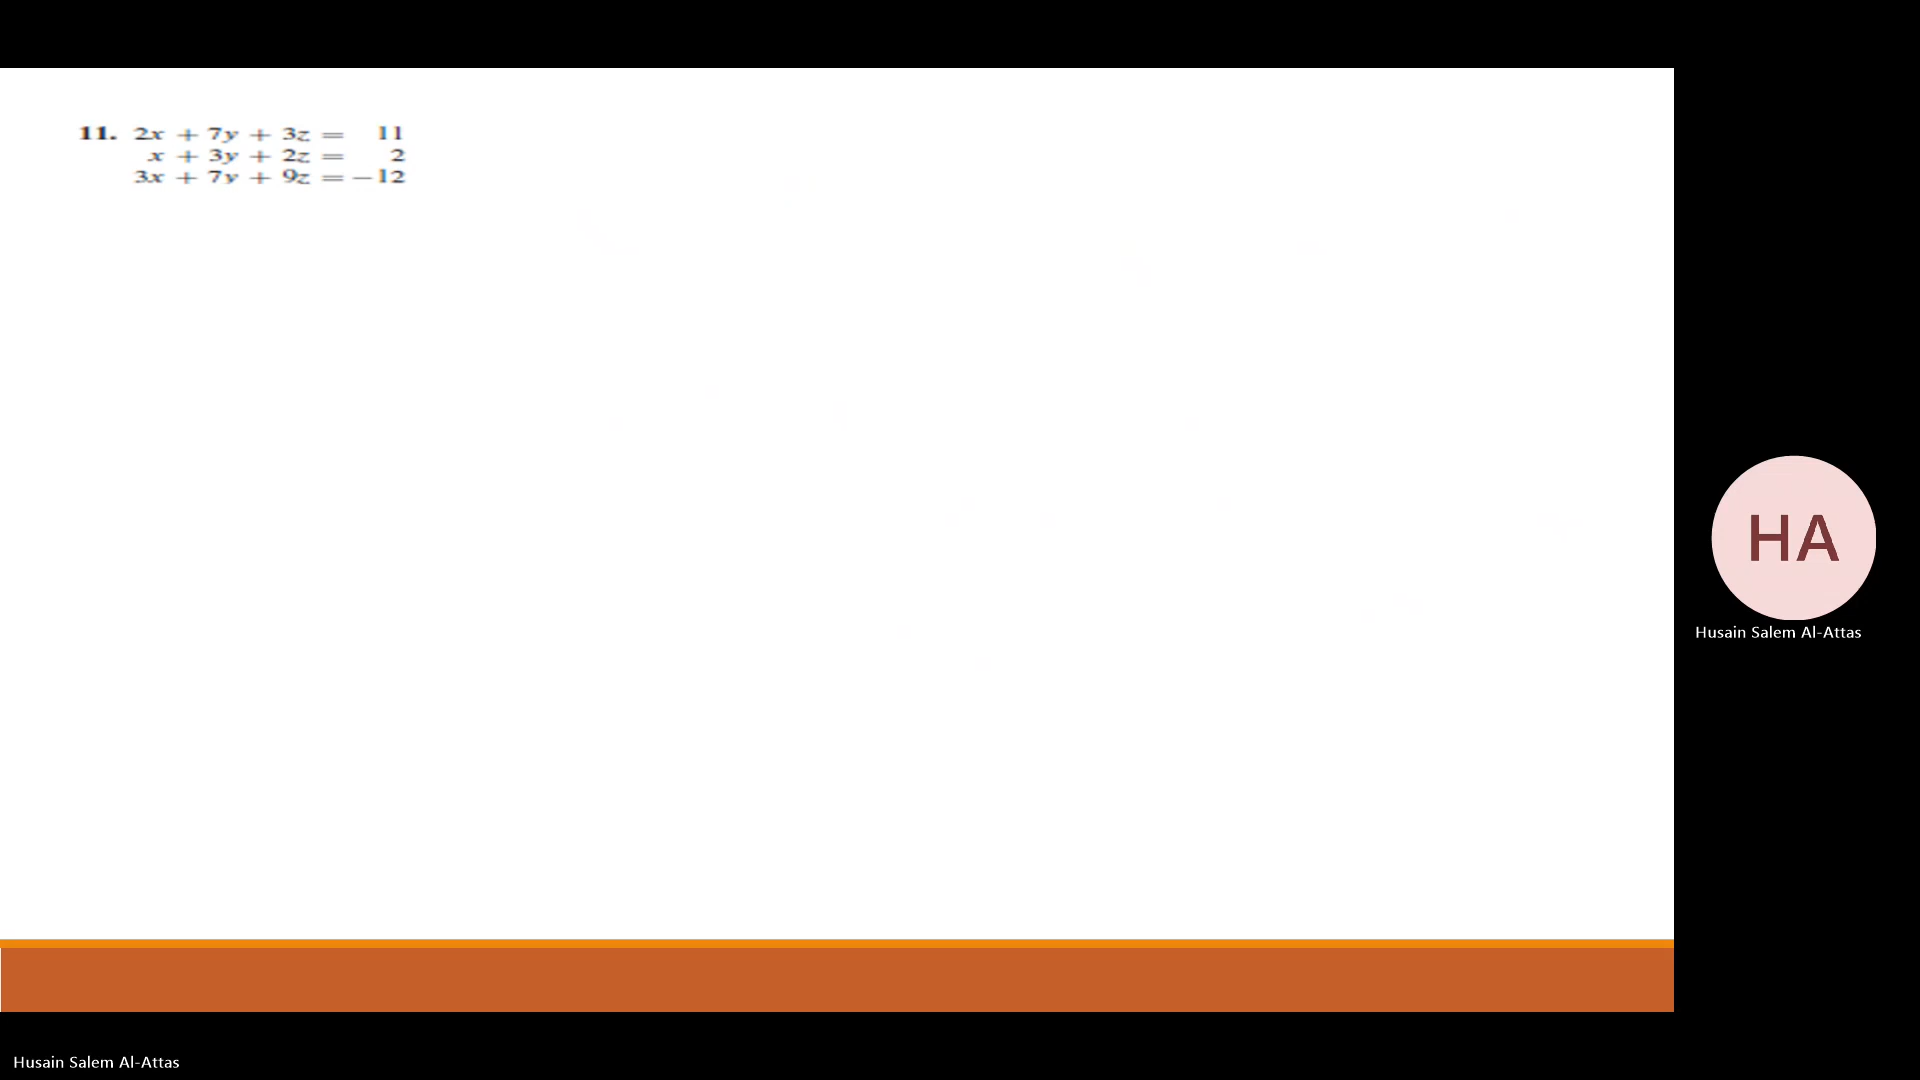 11. 2x + 7y + 3z = 11
x + 3y + 2z = 2
3x + 7y + 9z = −12
HA
Husain Salem Al-Attas
Husain Salem Al-Attas